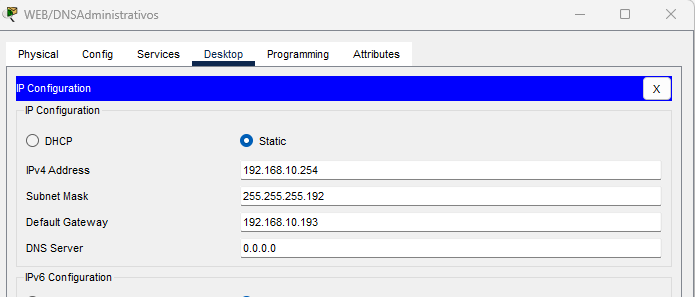 WEB/DNSAdministrativos
Physical Config Services Desktop Programming Attributes
IP Configuration X
IP Configuration
DHCP Static
IPv4 Address 192.168.10.254
Subnet Mask 255.255.255.192
Default Gateway 192.168.10.193
DNS Server 0.0.0.0
IPv6 Configuration